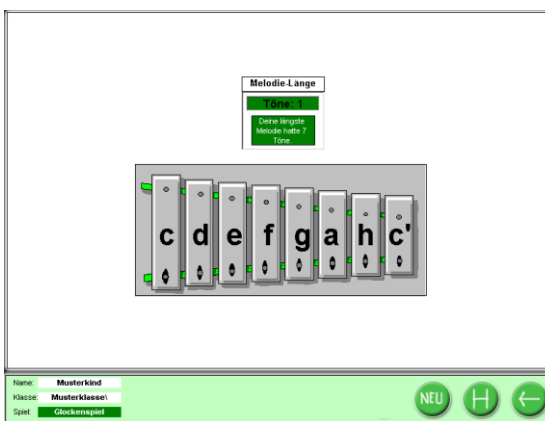 Melodie-Länge
Töne: 1
Deine längste
Melodie hatte 7
Töne.
c d e f g a h c'
Name: Musterkind
Klasse: Musterklasse\
Spiel: Glockenspiel
NEU H